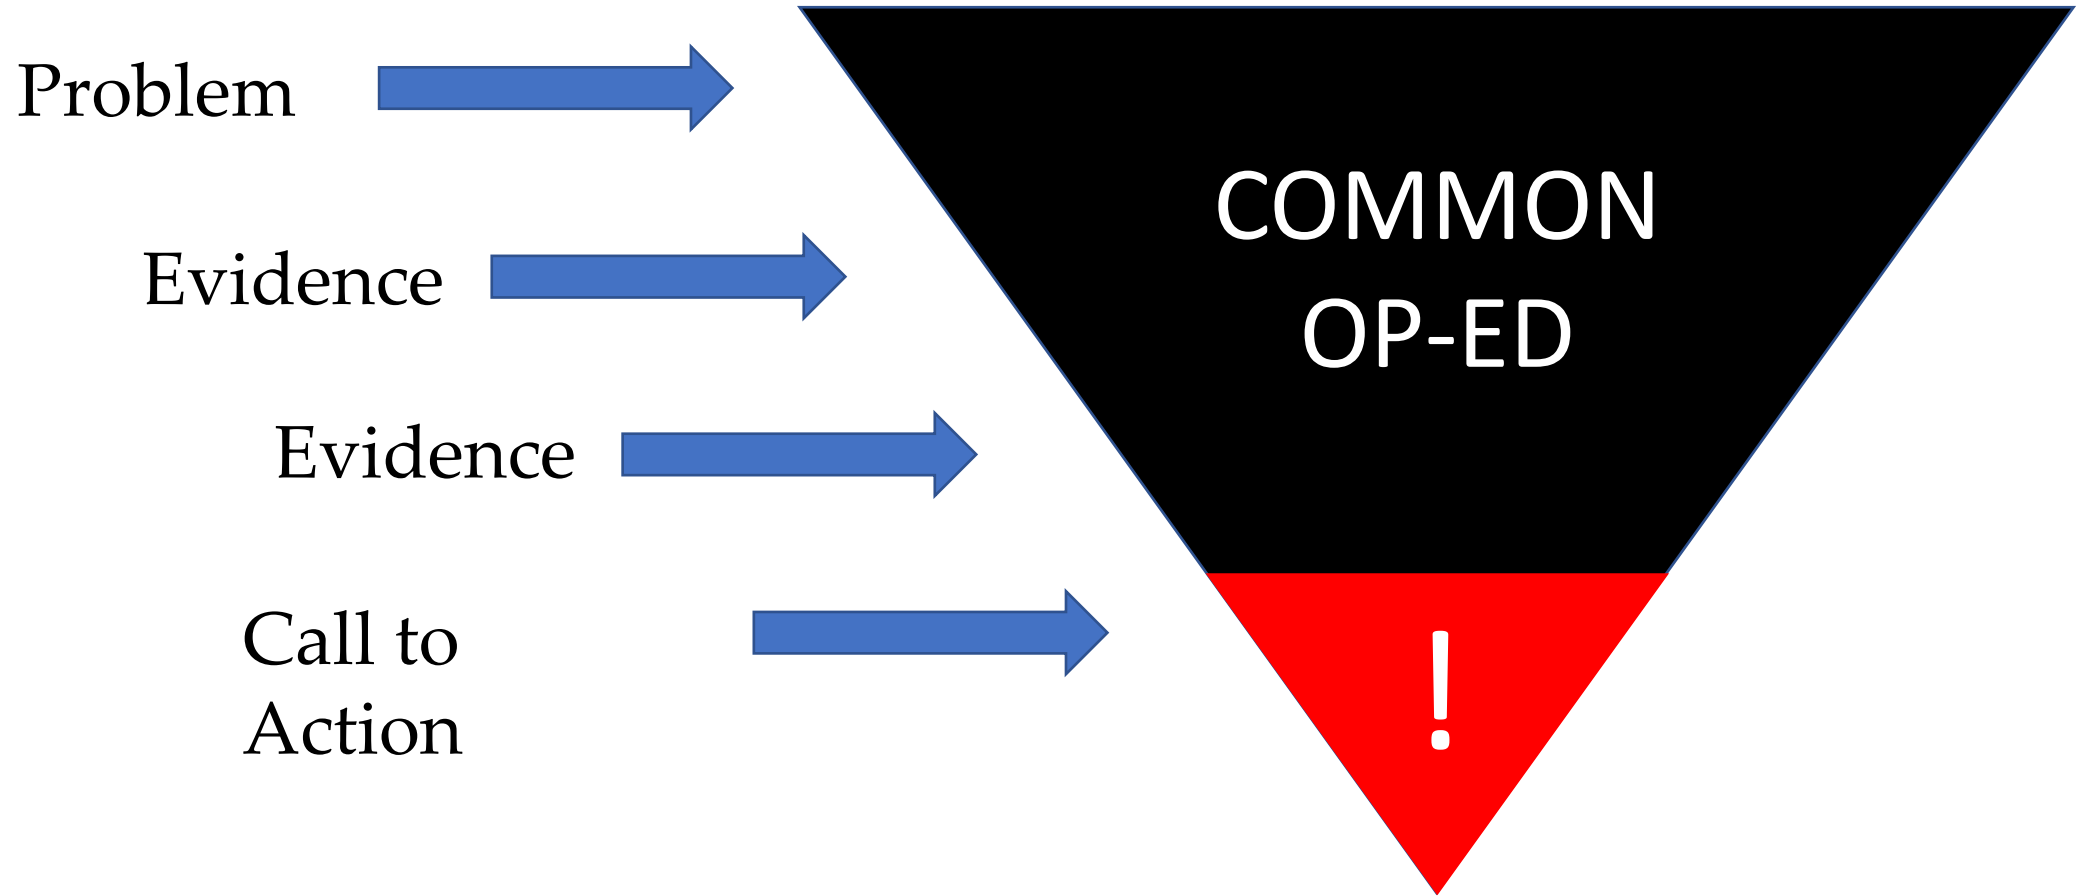 Problem
COMMON
Evidence
OP-ED
Evidence
Call to
Action
!